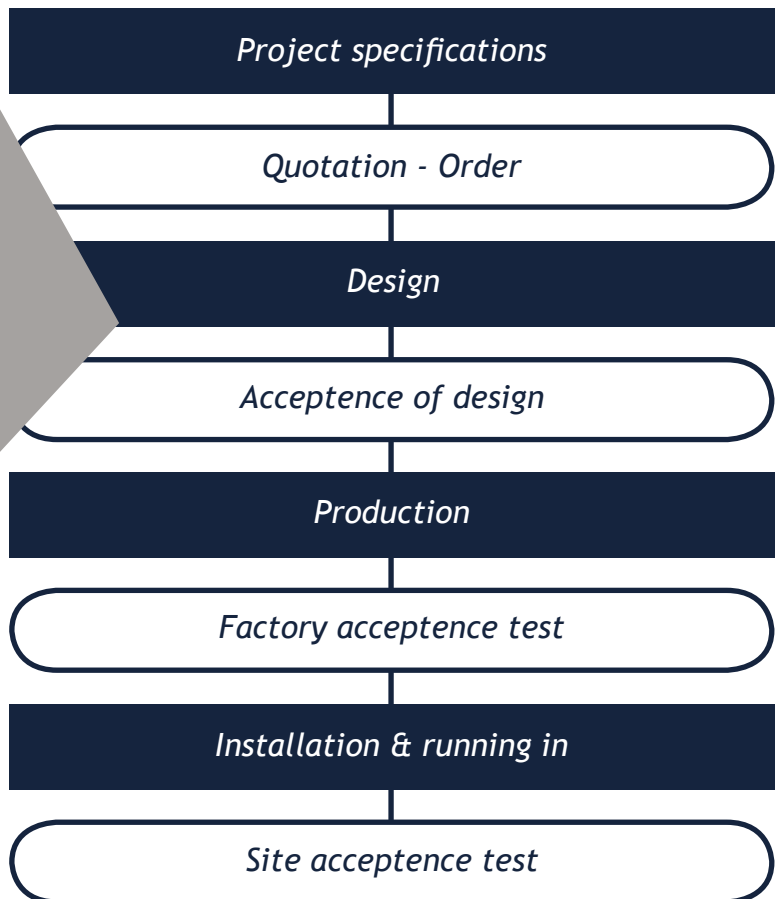 Project specifications
Quotation - Order
Design
Acceptence of design
Production
Factory acceptence test
Installation & running in
Site acceptence test